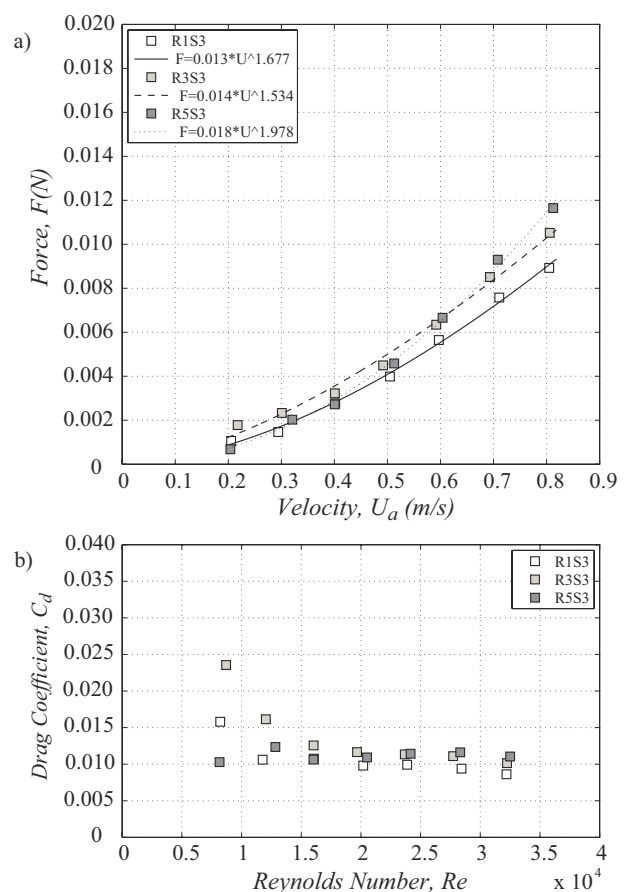 a)
0.020
0.018
0.016
0.014
0.012
0.010
0.008
0.006
0.004
0.002
0
Force, F(N)
R1S3
F=0.013*U^1.677
R3S3
F=0.014*U^1.534
R5S3
F=0.018*U^1.978
0 0.1 0.2 0.3 0.4 0.5 0.6 0.7 0.8 0.9
Velocity, U_a (m/s)
b)
0.040
0.035
0.030
0.025
0.020
0.015
0.010
0.005
0
Drag Coefficient, C_d
R1S3
R3S3
R5S3
0 0.5 1 1.5 2 2.5 3 3.5 4
Reynolds Number, Re x 10^4